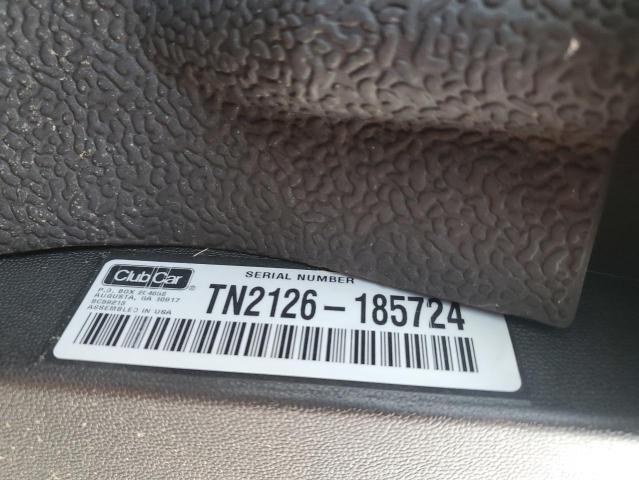 Club Car ®
SERIAL NUMBER
P.O. BOX 204658
AUGUSTA, GA 30917
ASSEMBLED IN USA
TN2126-185724